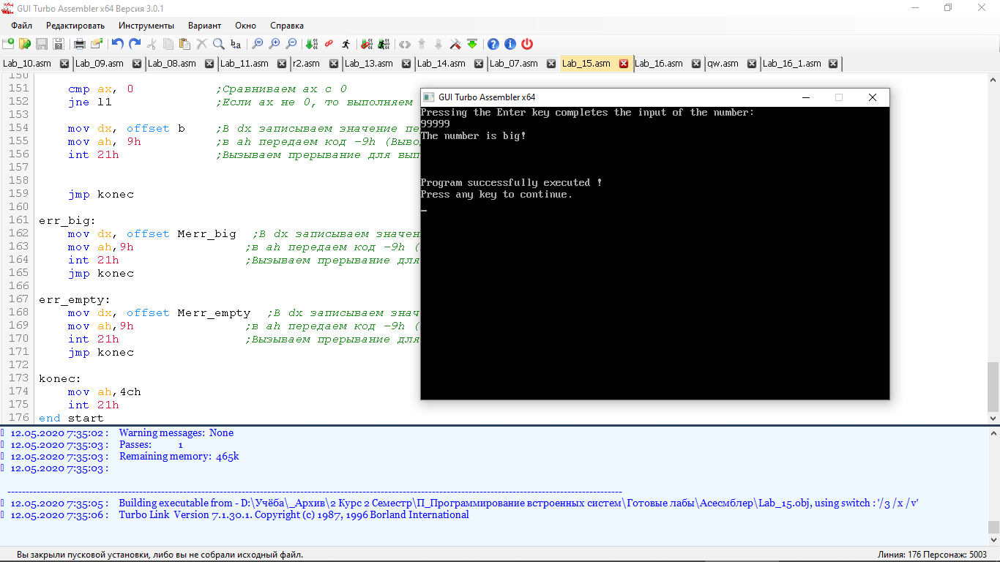 GUI Turbo Assembler x64 Версия 3.0.1
Файл Редактировать Инструменты Вариант Окно Справка
Lab_10.asm Lab_09.asm Lab_08.asm Lab_11.asm r2.asm Lab_13.asm Lab_14.asm Lab_07.asm Lab_15.asm Lab_16.asm qw.asm Lab_16_1.asm
150
151 cmp ax, 0 ;Сравниваем ax с 0
152 jne l1 ;Если ax не 0, то выполняем
153
154 mov dx, offset b ;В dx записываем значение пе
155 mov ah, 9h ;в ah передаем код -9h (Выво
156 int 21h ;Вызываем прерывание для вып
157
158
159 jmp konec
160
161 err_big:
162 mov dx, offset Merr_big ;В dx записываем значен
163 mov ah,9h ;в ah передаем код -9h (
164 int 21h ;Вызываем прерывание для
165 jmp konec
166
167 err_empty:
168 mov dx, offset Merr_empty ;В dx записываем знач
169 mov ah,9h ;в ah передаем код -9h (
170 int 21h ;Вызываем прерывание для
171 jmp konec
172
173 konec:
174 mov ah,4ch
175 int 21h
176 end start
GUI Turbo Assembler x64
Pressing the Enter key completes the input of the number:
99999
The number is big!
Program successfully executed !
Press any key to continue.
12.05.2020 7:35:02 : Warning messages: None
12.05.2020 7:35:03 : Passes: 1
12.05.2020 7:35:03 : Remaining memory: 465k
12.05.2020 7:35:03 :
12.05.2020 7:35:05 : Building executable from - D:\Учёба\_Архив\2 Курс 2 Семестр\П_Программирование встроенных систем\Готовые лабы\Асесмблер\Lab_15.obj, using switch : '/3 /x /v'
12.05.2020 7:35:06 : Turbo Link Version 7.1.30.1. Copyright (c) 1987, 1996 Borland International
Вы закрыли пусковой установки, либо вы не собрали исходный файл.
Линия: 176 Персонаж: 5003